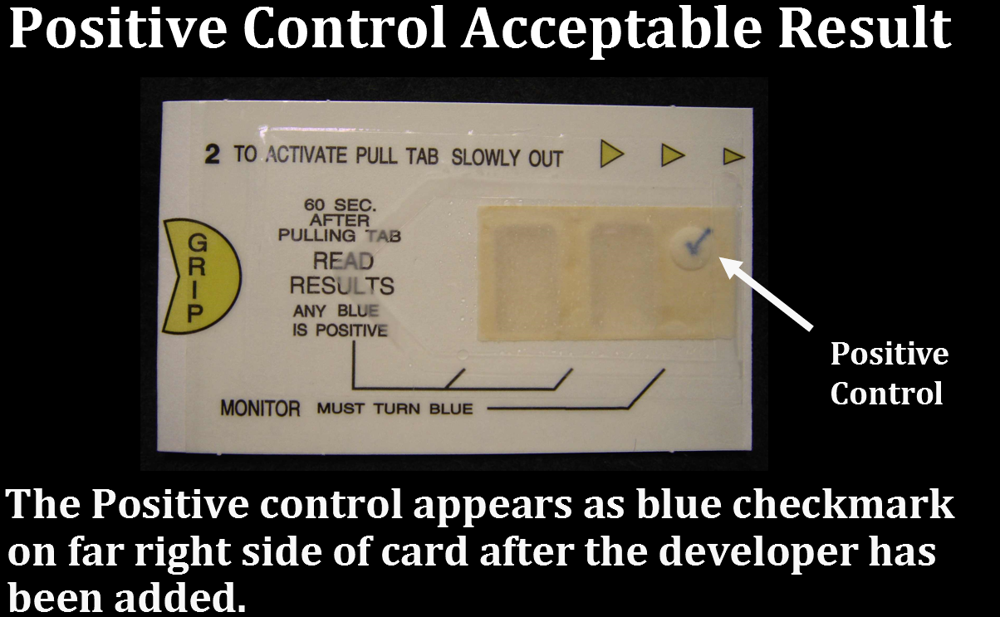 Positive Control Acceptable Result
2 TO ACTIVATE PULL TAB SLOWLY OUT
GRIP
60 SEC.
AFTER
PULLING TAB
READ
RESULTS
ANY BLUE
IS POSITIVE
MONITOR MUST TURN BLUE
Positive
Control
The Positive control appears as blue checkmark
on far right side of card after the developer has
been added.